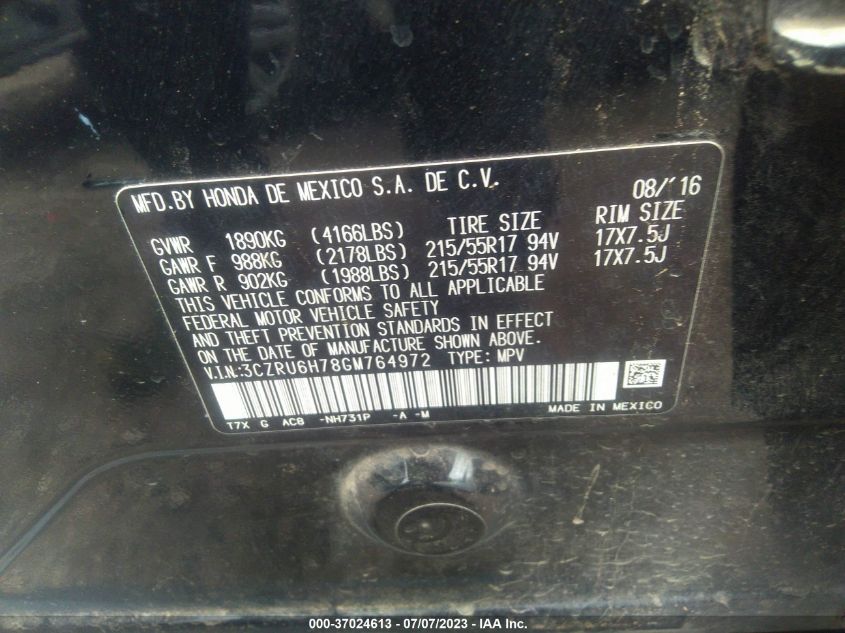 MFD.BY HONDA DE MEXICO S.A. DE C.V. 08/'16
TIRE SIZE RIM SIZE
GVWR 1890KG (4166LBS)
GAWR F 988KG (2178LBS) 215/55R17 94V 17X7.5J
GAWR R 902KG (1988LBS) 215/55R17 94V 17X7.5J
THIS VEHICLE CONFORMS TO ALL APPLICABLE
FEDERAL MOTOR VEHICLE SAFETY
AND THEFT PREVENTION STANDARDS IN EFFECT
ON THE DATE OF MANUFACTURE SHOWN ABOVE.
V.I.N:3CZRU6H78GM764972 TYPE: MPV
T7X G AC8 -NH731P -A -M MADE IN MEXICO
000-37024613 - 07/07/2023 - IAA Inc.